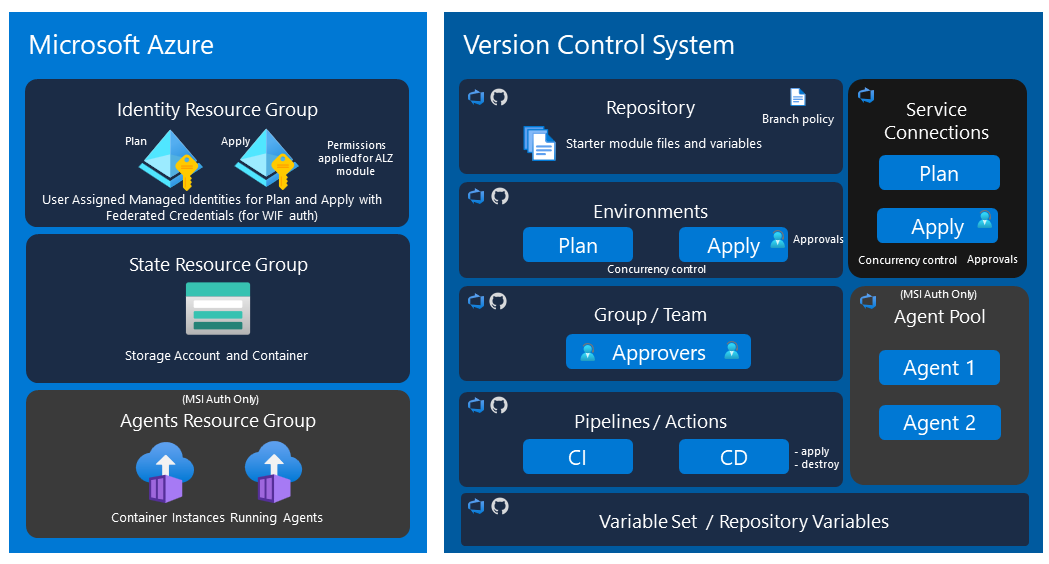 Microsoft Azure
Identity Resource Group
Plan
Apply
Permissions
applied for ALZ
module
User Assigned Managed Identities for Plan and Apply with
Federated Credentials (for WIF auth)
State Resource Group
Storage Account and Container
(MSI Auth Only)
Agents Resource Group
Container Instances Running Agents
Version Control System
Repository
Branch policy
Starter module files and variables
Environments
Plan
Apply
Approvals
Concurrency control
Group / Team
Approvers
Pipelines / Actions
CI
CD
- apply
- destroy
Service
Connections
Plan
Apply
Concurrency control
Approvals
(MSI Auth Only)
Agent Pool
Agent 1
Agent 2
Variable Set / Repository Variables